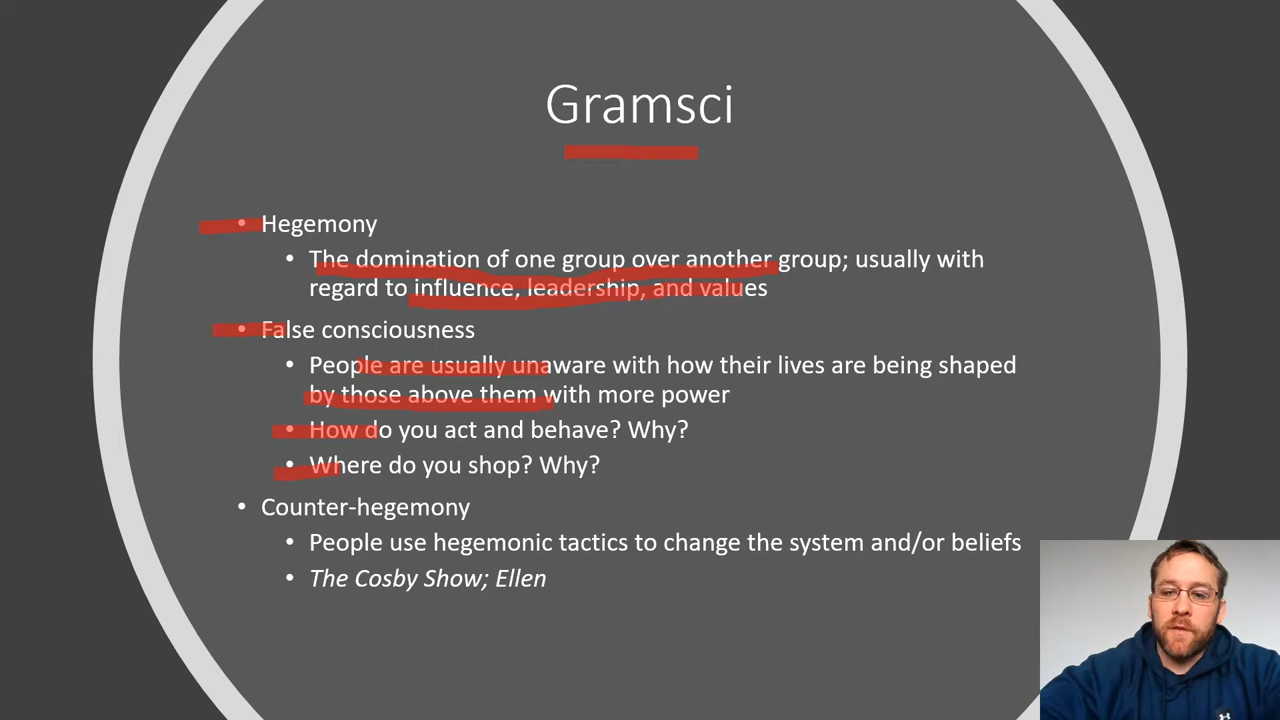 Gramsci
• Hegemony
• The domination of one group over another group; usually with
regard to influence, leadership, and values
• False consciousness
• People are usually unaware with how their lives are being shaped
by those above them with more power
• How do you act and behave? Why?
• Where do you shop? Why?
• Counter-hegemony
• People use hegemonic tactics to change the system and/or beliefs
• The Cosby Show; Ellen